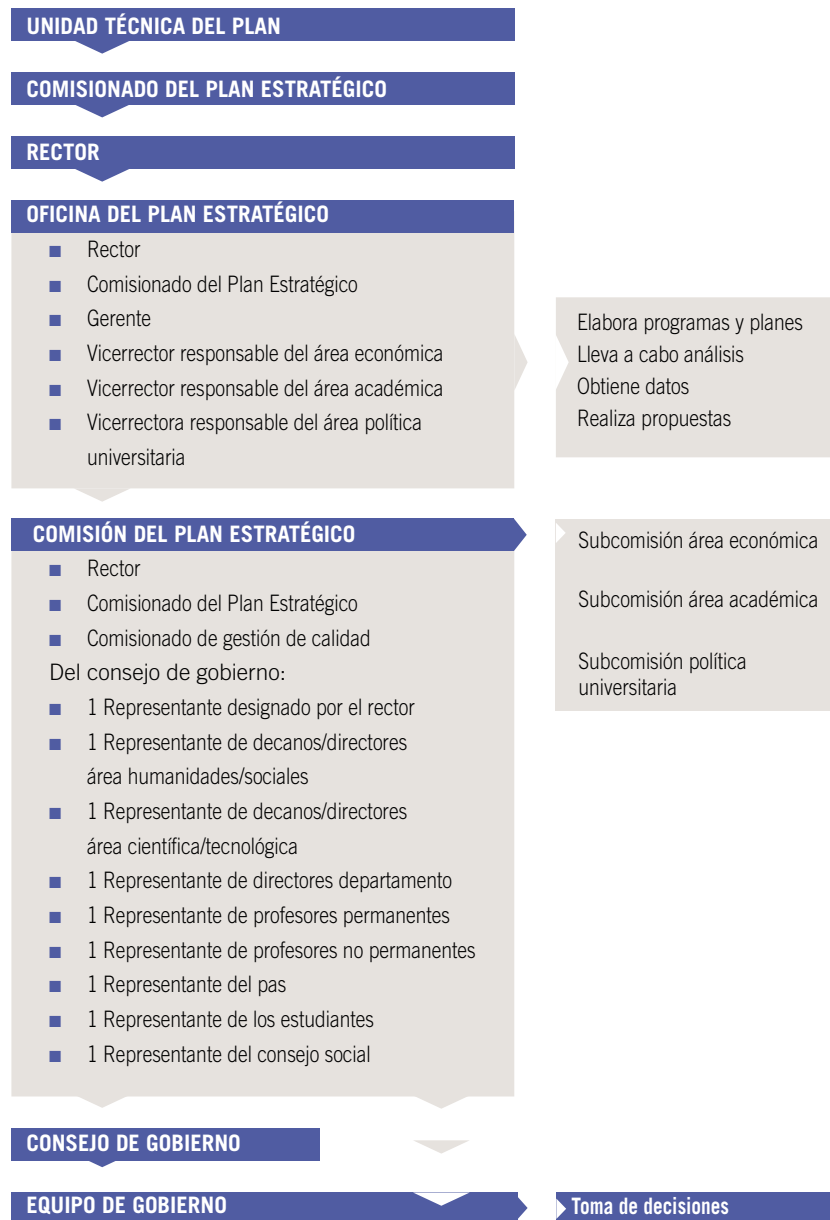 UNIDAD TÉCNICA DEL PLAN
COMISIONADO DEL PLAN ESTRATÉGICO
RECTOR
OFICINA DEL PLAN ESTRATÉGICO
■ Rector
■ Comisionado del Plan Estratégico
■ Gerente
■ Vicerrector responsable del área económica
■ Vicerrector responsable del área académica
■ Vicerrectora responsable del área política
universitaria
Elabora programas y planes
Lleva a cabo análisis
Obtiene datos
Realiza propuestas
COMISIÓN DEL PLAN ESTRATÉGICO
■ Rector
■ Comisionado del Plan Estratégico
■ Comisionado de gestión de calidad
Del consejo de gobierno:
■ 1 Representante designado por el rector
■ 1 Representante de decanos/directores
área humanidades/sociales
■ 1 Representante de decanos/directores
área científica/tecnológica
■ 1 Representante de directores departamento
■ 1 Representante de profesores permanentes
■ 1 Representante de profesores no permanentes
■ 1 Representante del pas
■ 1 Representante de los estudiantes
■ 1 Representante del consejo social
Subcomisión área económica
Subcomisión área académica
Subcomisión política
universitaria
CONSEJO DE GOBIERNO
EQUIPO DE GOBIERNO
Toma de decisiones